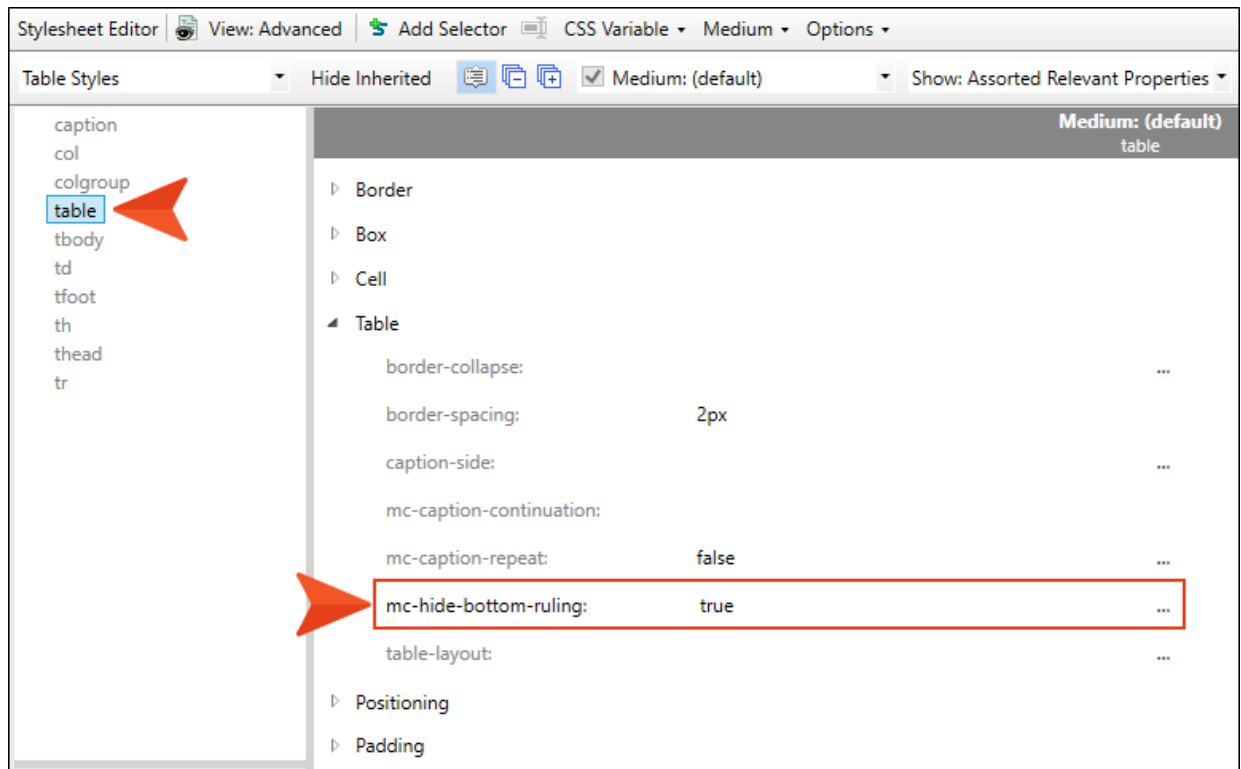 Stylesheet Editor View: Advanced Add Selector CSS Variable Medium Options
Table Styles Hide Inherited Medium: (default) Show: Assorted Relevant Properties
caption
col
colgroup
table
tbody
td
tfoot
th
thead
tr
Medium: (default)
table
Border
Box
Cell
Table
border-collapse: ...
border-spacing: 2px
caption-side: ...
mc-caption-continuation:
mc-caption-repeat: false ...
mc-hide-bottom-ruling: true ...
table-layout: ...
Positioning
Padding